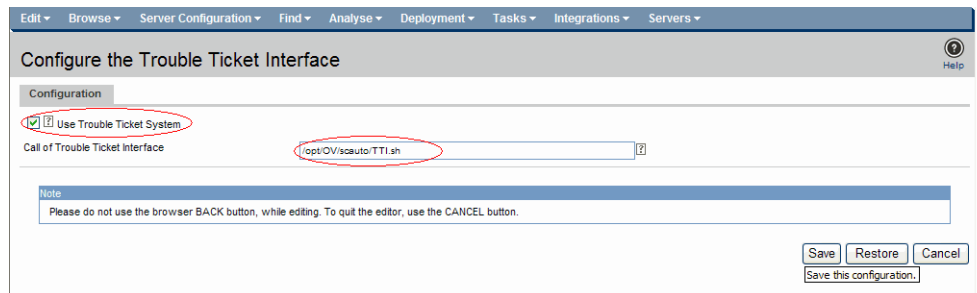 Edit Browse Server Configuration Find Analyse Deployment Tasks Integrations Servers
Configure the Trouble Ticket Interface
Help
Configuration
Use Trouble Ticket System
Call of Trouble Ticket Interface /opt/OV/scauto/TTI.sh
Note
Please do not use the browser BACK button, while editing. To quit the editor, use the CANCEL button.
Save Restore Cancel
Save this configuration.